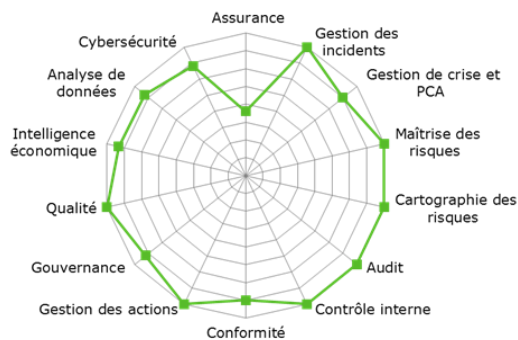 Assurance
Gestion des
incidents
Gestion de crise et
PCA
Maîtrise des
risques
Cartographie des
risques
Audit
Contrôle interne
Conformité
Gestion des actions
Gouvernance
Qualité
Intelligence
économique
Analyse de
données
Cybersécurité